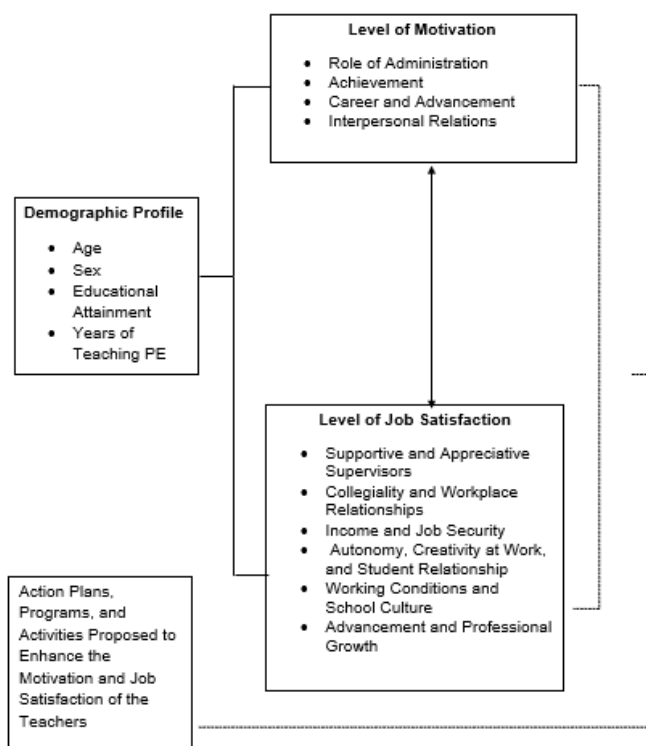 Level of Motivation
• Role of Administration
• Achievement
• Career and Advancement
• Interpersonal Relations
Demographic Profile
• Age
• Sex
• Educational
Attainment
• Years of
Teaching PE
Level of Job Satisfaction
• Supportive and Appreciative
Supervisors
• Collegiality and Workplace
Relationships
• Income and Job Security
• Autonomy, Creativity at Work,
and Student Relationship
• Working Conditions and
School Culture
• Advancement and Professional
Growth
Action Plans,
Programs, and
Activities Proposed to
Enhance the
Motivation and Job
Satisfaction of the
Teachers